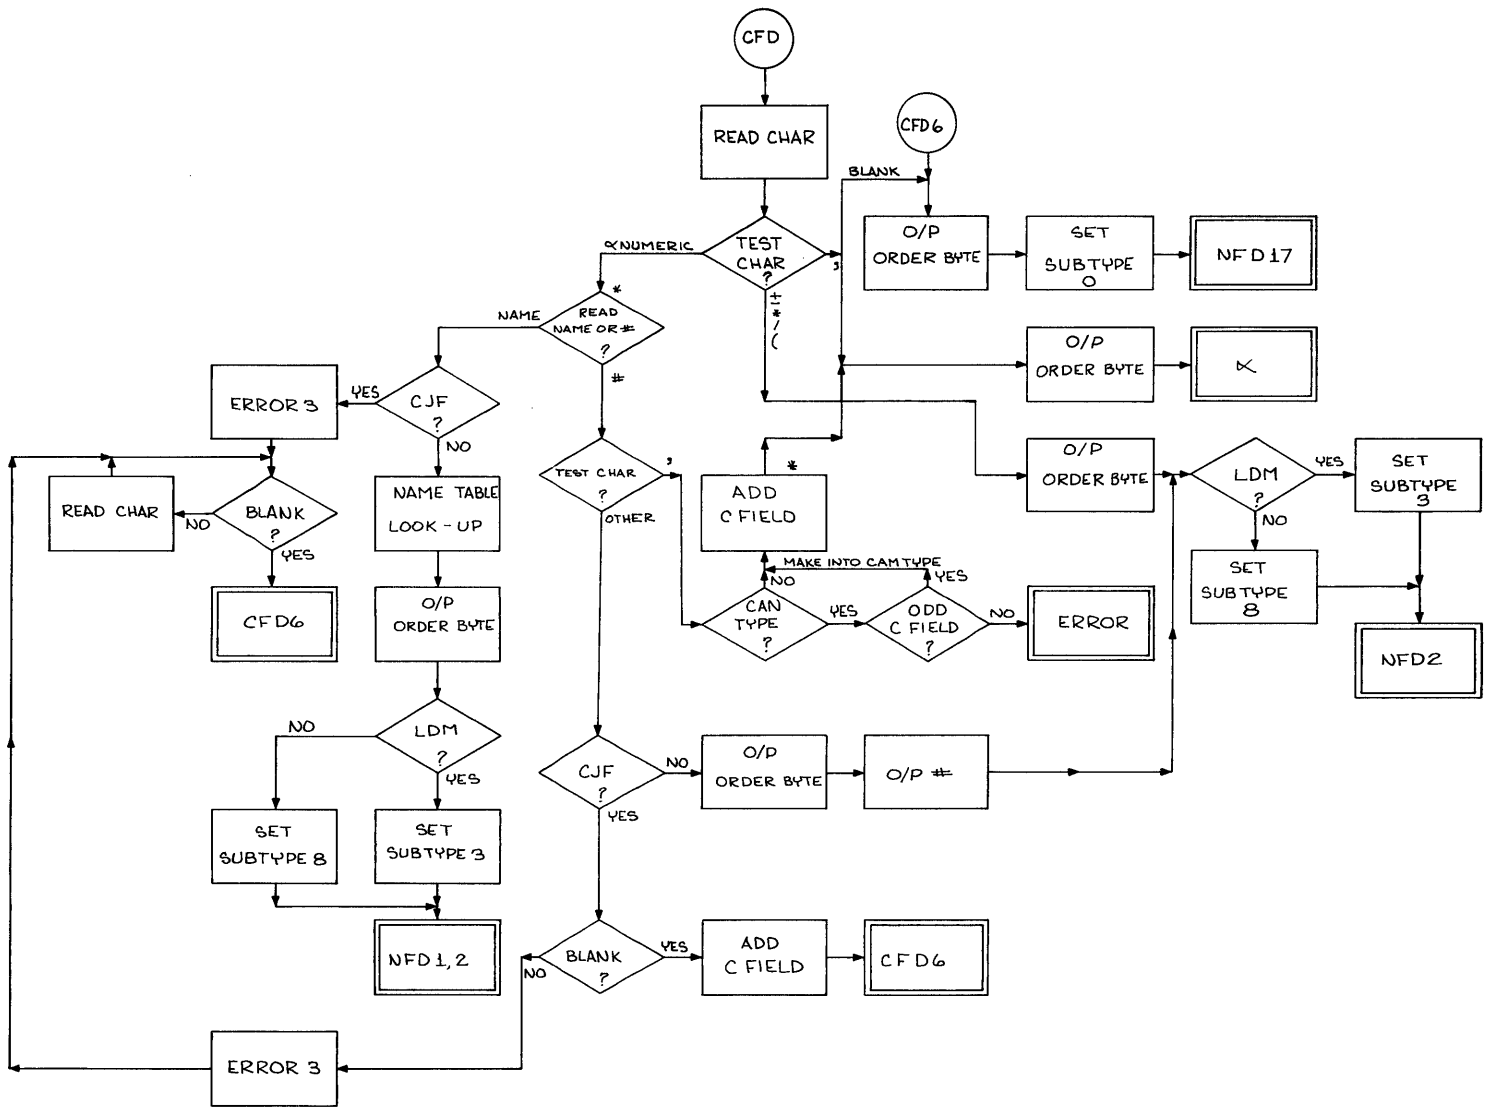 CFD
READ CHAR
CFD6
BLANK
αNUMERIC
TEST
CHAR
?
,
O/P
ORDER BYTE
SET
SUBTYPE
0
NFD17
±
*
/
(
*
READ
NAME OR #
?
NAME
#
O/P
ORDER BYTE
α
ERROR 3
YES
CJF
?
NO
TEST CHAR
?
,
OTHER
*
ADD
C FIELD
O/P
ORDER BYTE
LDM
?
YES
NO
SET
SUBTYPE
3
READ CHAR
NO
BLANK
?
YES
NAME TABLE
LOOK-UP
MAKE INTO CAM TYPE
NO
YES
SET
SUBTYPE
8
CFD6
O/P
ORDER BYTE
CAN
TYPE
?
YES
ODD
C FIELD
?
NO
ERROR
NFD2
NO
LDM
?
YES
CJF
?
NO
YES
O/P
ORDER BYTE
O/P #
SET
SUBTYPE 8
SET
SUBTYPE 3
NFD1,2
NO
BLANK
?
YES
ADD
C FIELD
CFD6
ERROR 3